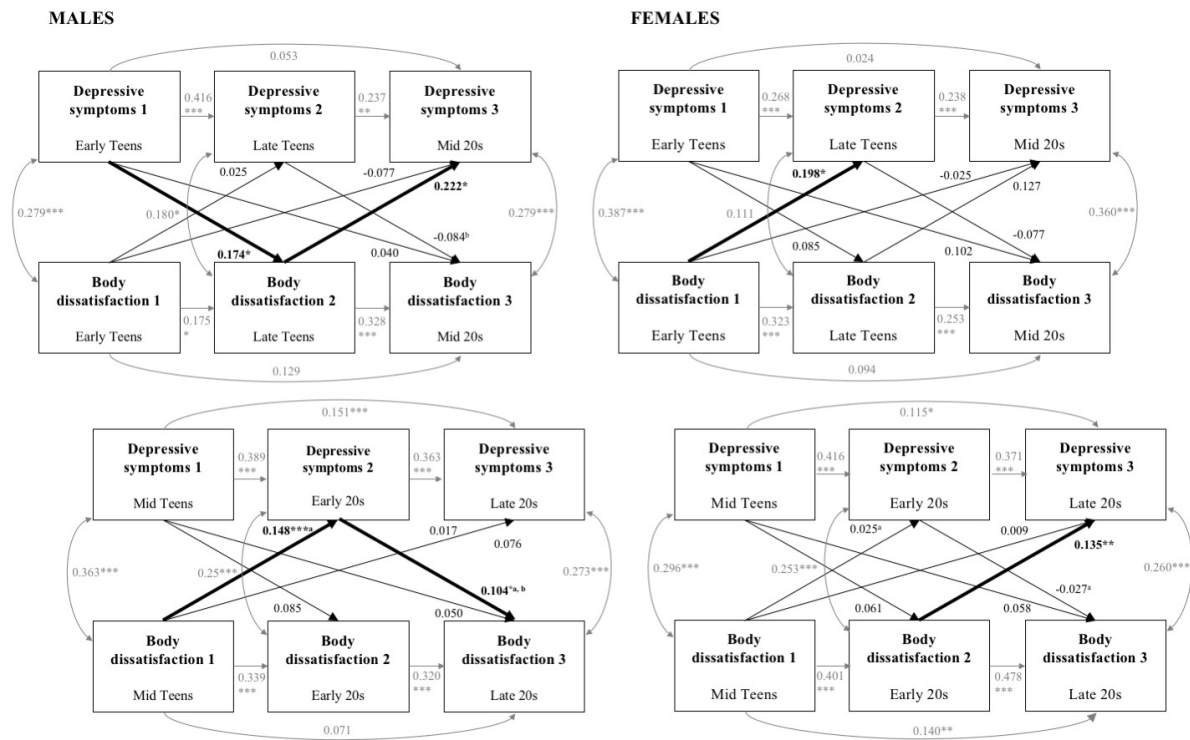 MALES
FEMALES
0.053
Depressive
symptoms 1
Early Teens
0.416
***
Depressive
symptoms 2
Late Teens
0.237
**
Depressive
symptoms 3
Mid 20s
0.025
-0.077
0.222*
0.279***
0.180*
0.279***
0.174*
-0.084ᵇ
0.040
Body
dissatisfaction 1
Early Teens
0.175
*
Body
dissatisfaction 2
Late Teens
0.328
***
Body
dissatisfaction 3
Mid 20s
0.129
0.024
Depressive
symptoms 1
Early Teens
0.268
***
Depressive
symptoms 2
Late Teens
0.238
***
Depressive
symptoms 3
Mid 20s
0.198*
-0.025
0.127
0.387***
0.111
0.360***
0.085
-0.077
0.102
Body
dissatisfaction 1
Early Teens
0.323
***
Body
dissatisfaction 2
Late Teens
0.253
***
Body
dissatisfaction 3
Mid 20s
0.094
0.151***
Depressive
symptoms 1
Mid Teens
0.389
***
Depressive
symptoms 2
Early 20s
0.363
***
Depressive
symptoms 3
Late 20s
0.148***ᵃ
0.017
0.076
0.363***
0.25***
0.273***
0.104*ᵃ, ᵇ
0.085
0.050
Body
dissatisfaction 1
Mid Teens
0.339
***
Body
dissatisfaction 2
Early 20s
0.320
***
Body
dissatisfaction 3
Late 20s
0.071
0.115*
Depressive
symptoms 1
Mid Teens
0.416
***
Depressive
symptoms 2
Early 20s
0.371
***
Depressive
symptoms 3
Late 20s
0.025ᵃ
0.009
0.135**
0.296***
0.253***
0.260***
-0.027ᵃ
0.061
0.058
Body
dissatisfaction 1
Mid Teens
0.401
***
Body
dissatisfaction 2
Early 20s
0.478
***
Body
dissatisfaction 3
Late 20s
0.140**